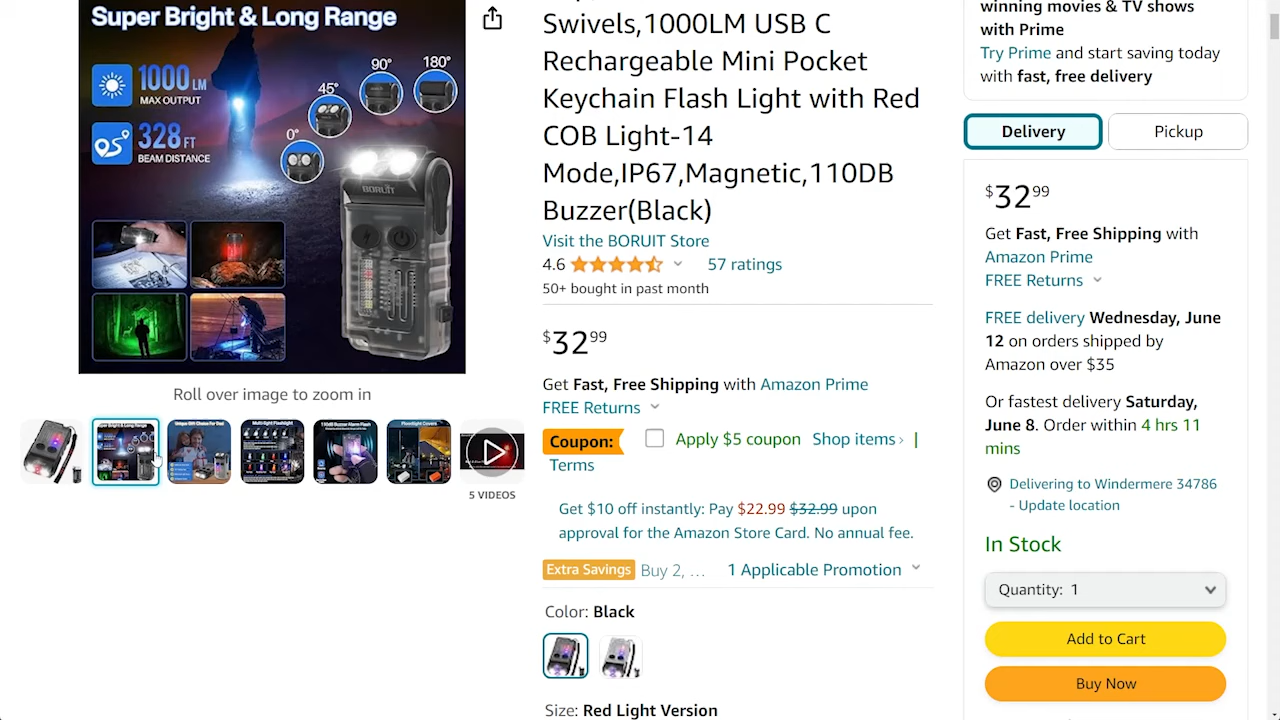 Super Bright & Long Range
1000 LM
MAX OUTPUT
328 FT
BEAM DISTANCE
0°
45°
90°
180°
BORUIT
Roll over image to zoom in
5 VIDEOS
Swivels,1000LM USB C
Rechargeable Mini Pocket
Keychain Flash Light with Red
COB Light-14
Mode,IP67,Magnetic,110DB
Buzzer(Black)
Visit the BORUIT Store
4.6
57 ratings
50+ bought in past month
$32 99
Get Fast, Free Shipping with Amazon Prime
FREE Returns
Coupon: Apply $5 coupon Shop items › |
Terms
Get $10 off instantly: Pay $22.99 $32.99 upon
approval for the Amazon Store Card. No annual fee.
Extra Savings Buy 2, … 1 Applicable Promotion
Color: Black
Size: Red Light Version
winning movies & TV shows
with Prime
Try Prime and start saving today
with fast, free delivery
Delivery
Pickup
$32 99
Get Fast, Free Shipping with
Amazon Prime
FREE Returns
FREE delivery Wednesday, June
12 on orders shipped by
Amazon over $35
Or fastest delivery Saturday,
June 8. Order within 4 hrs 11
mins
Delivering to Windermere 34786
- Update location
In Stock
Quantity: 1
Add to Cart
Buy Now